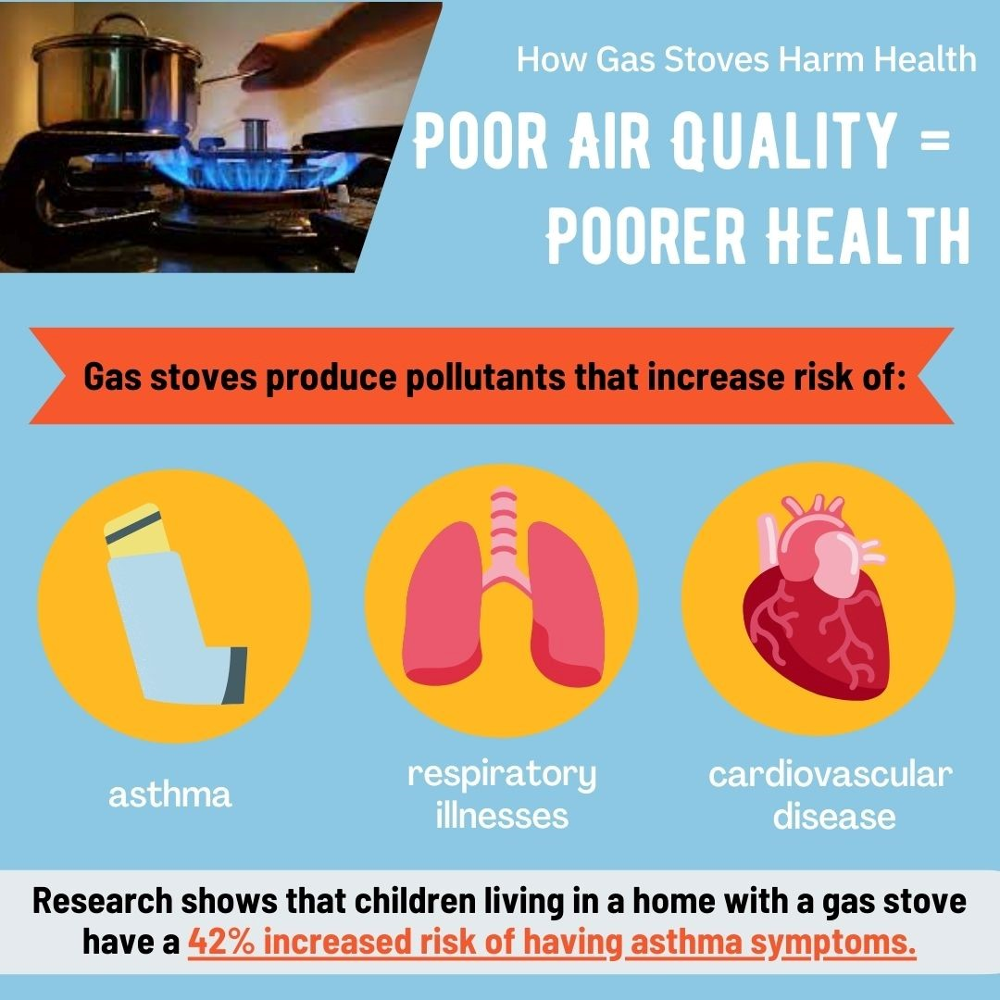 How Gas Stoves Harm Health
POOR AIR QUALITY =
POORER HEALTH
Gas stoves produce pollutants that increase risk of:
asthma
respiratory
illnesses
cardiovascular
disease
Research shows that children living in a home with a gas stove
have a 42% increased risk of having asthma symptoms.